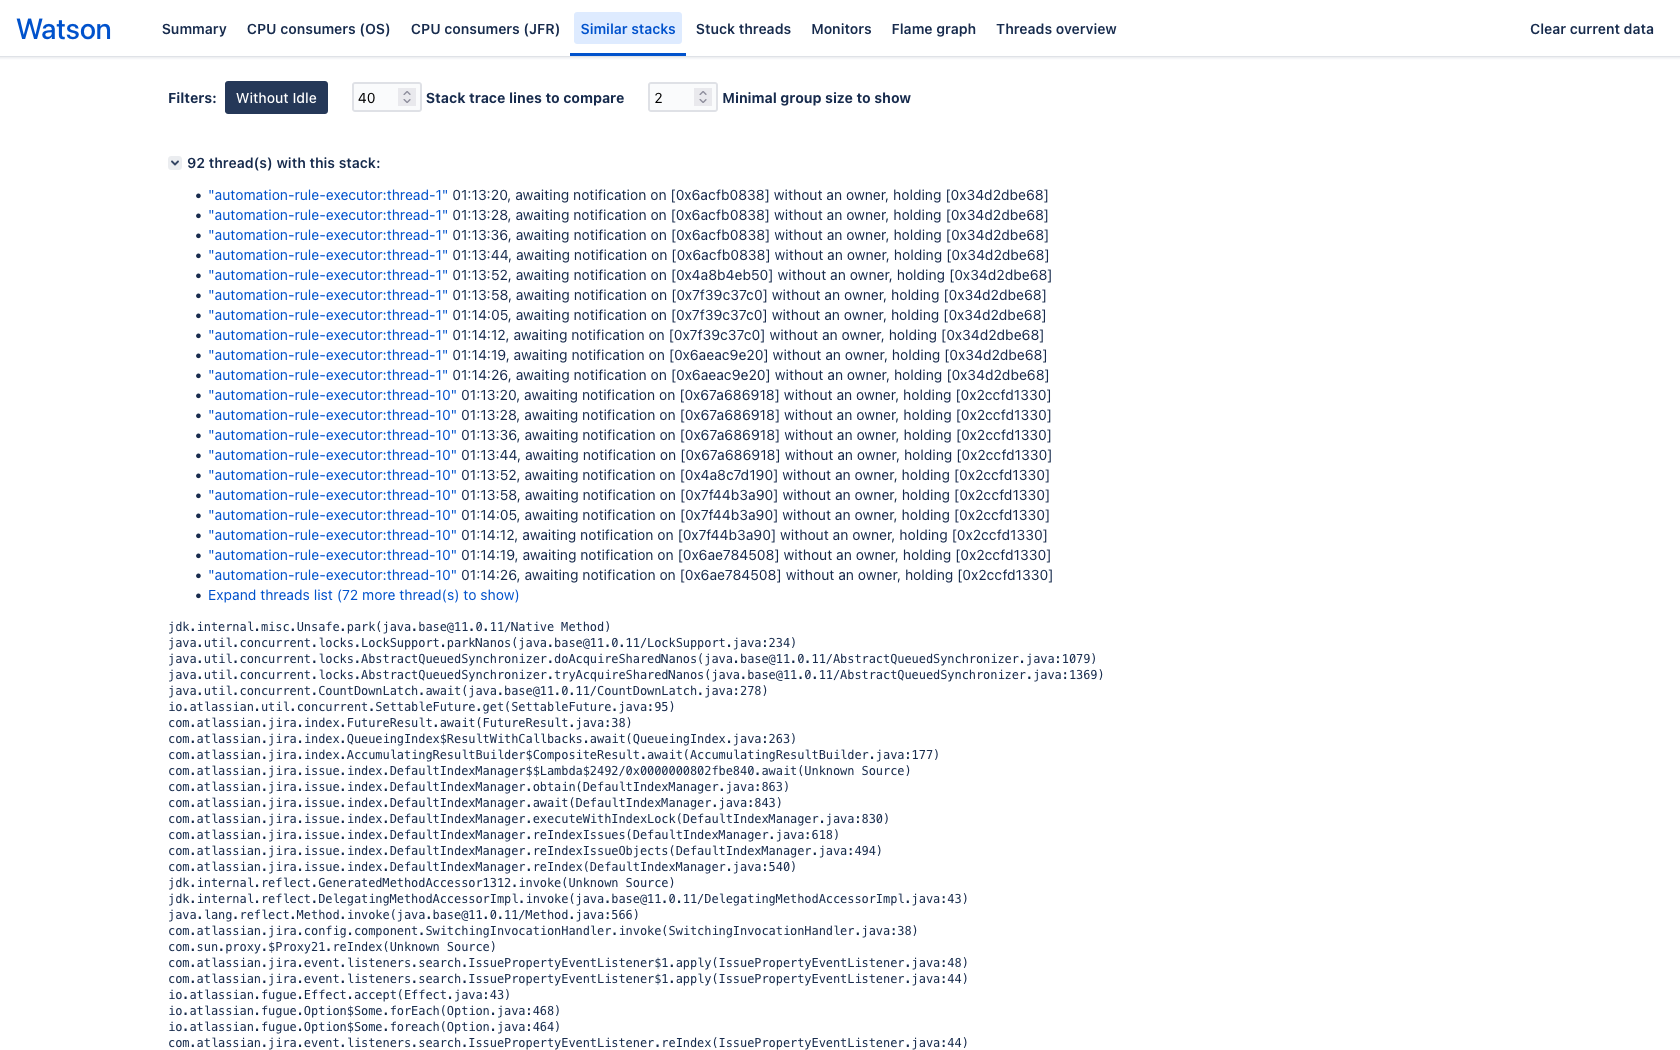 Watson
Summary
CPU consumers (OS)
CPU consumers (JFR)
Similar stacks
Stuck threads
Monitors
Flame graph
Threads overview
Clear current data
Filters: Without Idle 40 Stack trace lines to compare 2 Minimal group size to show
92 thread(s) with this stack:
• "automation-rule-executor:thread-1" 01:13:20, awaiting notification on [0x6acfb0838] without an owner, holding [0x34d2dbe68]
• "automation-rule-executor:thread-1" 01:13:28, awaiting notification on [0x6acfb0838] without an owner, holding [0x34d2dbe68]
• "automation-rule-executor:thread-1" 01:13:36, awaiting notification on [0x6acfb0838] without an owner, holding [0x34d2dbe68]
• "automation-rule-executor:thread-1" 01:13:44, awaiting notification on [0x6acfb0838] without an owner, holding [0x34d2dbe68]
• "automation-rule-executor:thread-1" 01:13:52, awaiting notification on [0x4a8b4eb50] without an owner, holding [0x34d2dbe68]
• "automation-rule-executor:thread-1" 01:13:58, awaiting notification on [0x7f39c37c0] without an owner, holding [0x34d2dbe68]
• "automation-rule-executor:thread-1" 01:14:05, awaiting notification on [0x7f39c37c0] without an owner, holding [0x34d2dbe68]
• "automation-rule-executor:thread-1" 01:14:12, awaiting notification on [0x7f39c37c0] without an owner, holding [0x34d2dbe68]
• "automation-rule-executor:thread-1" 01:14:19, awaiting notification on [0x6aeac9e20] without an owner, holding [0x34d2dbe68]
• "automation-rule-executor:thread-1" 01:14:26, awaiting notification on [0x6aeac9e20] without an owner, holding [0x34d2dbe68]
• "automation-rule-executor:thread-10" 01:13:20, awaiting notification on [0x67a686918] without an owner, holding [0x2ccfd1330]
• "automation-rule-executor:thread-10" 01:13:28, awaiting notification on [0x67a686918] without an owner, holding [0x2ccfd1330]
• "automation-rule-executor:thread-10" 01:13:36, awaiting notification on [0x67a686918] without an owner, holding [0x2ccfd1330]
• "automation-rule-executor:thread-10" 01:13:44, awaiting notification on [0x67a686918] without an owner, holding [0x2ccfd1330]
• "automation-rule-executor:thread-10" 01:13:52, awaiting notification on [0x4a8c7d190] without an owner, holding [0x2ccfd1330]
• "automation-rule-executor:thread-10" 01:13:58, awaiting notification on [0x7f44b3a90] without an owner, holding [0x2ccfd1330]
• "automation-rule-executor:thread-10" 01:14:05, awaiting notification on [0x7f44b3a90] without an owner, holding [0x2ccfd1330]
• "automation-rule-executor:thread-10" 01:14:12, awaiting notification on [0x7f44b3a90] without an owner, holding [0x2ccfd1330]
• "automation-rule-executor:thread-10" 01:14:19, awaiting notification on [0x6ae784508] without an owner, holding [0x2ccfd1330]
• "automation-rule-executor:thread-10" 01:14:26, awaiting notification on [0x6ae784508] without an owner, holding [0x2ccfd1330]
• Expand threads list (72 more thread(s) to show)
jdk.internal.misc.Unsafe.park(java.base@11.0.11/Native Method)
java.util.concurrent.locks.LockSupport.parkNanos(java.base@11.0.11/LockSupport.java:234)
java.util.concurrent.locks.AbstractQueuedSynchronizer.doAcquireSharedNanos(java.base@11.0.11/AbstractQueuedSynchronizer.java:1079)
java.util.concurrent.locks.AbstractQueuedSynchronizer.tryAcquireSharedNanos(java.base@11.0.11/AbstractQueuedSynchronizer.java:1369)
java.util.concurrent.CountDownLatch.await(java.base@11.0.11/CountDownLatch.java:278)
io.atlassian.util.concurrent.SettableFuture.get(SettableFuture.java:95)
com.atlassian.jira.index.FutureResult.await(FutureResult.java:38)
com.atlassian.jira.index.QueueingIndex$ResultWithCallbacks.await(QueueingIndex.java:263)
com.atlassian.jira.index.AccumulatingResultBuilder$CompositeResult.await(AccumulatingResultBuilder.java:177)
com.atlassian.jira.issue.index.DefaultIndexManager$$Lambda$2492/0x0000000802fbe840.await(Unknown Source)
com.atlassian.jira.issue.index.DefaultIndexManager.obtain(DefaultIndexManager.java:863)
com.atlassian.jira.issue.index.DefaultIndexManager.await(DefaultIndexManager.java:843)
com.atlassian.jira.issue.index.DefaultIndexManager.executeWithIndexLock(DefaultIndexManager.java:830)
com.atlassian.jira.issue.index.DefaultIndexManager.reIndexIssues(DefaultIndexManager.java:618)
com.atlassian.jira.issue.index.DefaultIndexManager.reIndexIssueObjects(DefaultIndexManager.java:494)
com.atlassian.jira.issue.index.DefaultIndexManager.reIndex(DefaultIndexManager.java:540)
jdk.internal.reflect.GeneratedMethodAccessor1312.invoke(Unknown Source)
jdk.internal.reflect.DelegatingMethodAccessorImpl.invoke(java.base@11.0.11/DelegatingMethodAccessorImpl.java:43)
java.lang.reflect.Method.invoke(java.base@11.0.11/Method.java:566)
com.atlassian.jira.config.component.SwitchingInvocationHandler.invoke(SwitchingInvocationHandler.java:38)
com.sun.proxy.$Proxy21.reIndex(Unknown Source)
com.atlassian.jira.event.listeners.search.IssuePropertyEventListener$1.apply(IssuePropertyEventListener.java:48)
com.atlassian.jira.event.listeners.search.IssuePropertyEventListener$1.apply(IssuePropertyEventListener.java:44)
io.atlassian.fugue.Effect.accept(Effect.java:43)
io.atlassian.fugue.Option$Some.forEach(Option.java:468)
io.atlassian.fugue.Option$Some.foreach(Option.java:464)
com.atlassian.jira.event.listeners.search.IssuePropertyEventListener.reIndex(IssuePropertyEventListener.java:44)